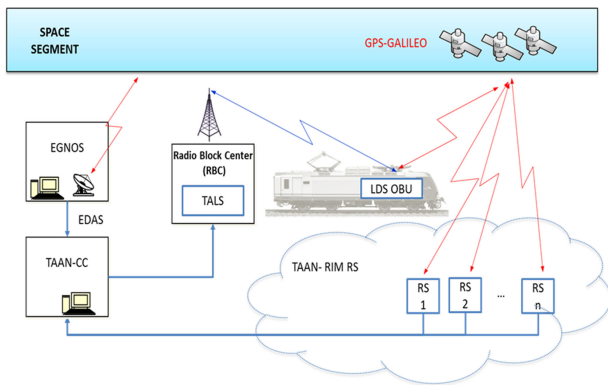 SPACE
SEGMENT
GPS-GALILEO
EGNOS
EDAS
TAAN-CC
Radio Block Center
(RBC)
TALS
LDS OBU
TAAN- RIM RS
RS
1
RS
2
...
RS
n